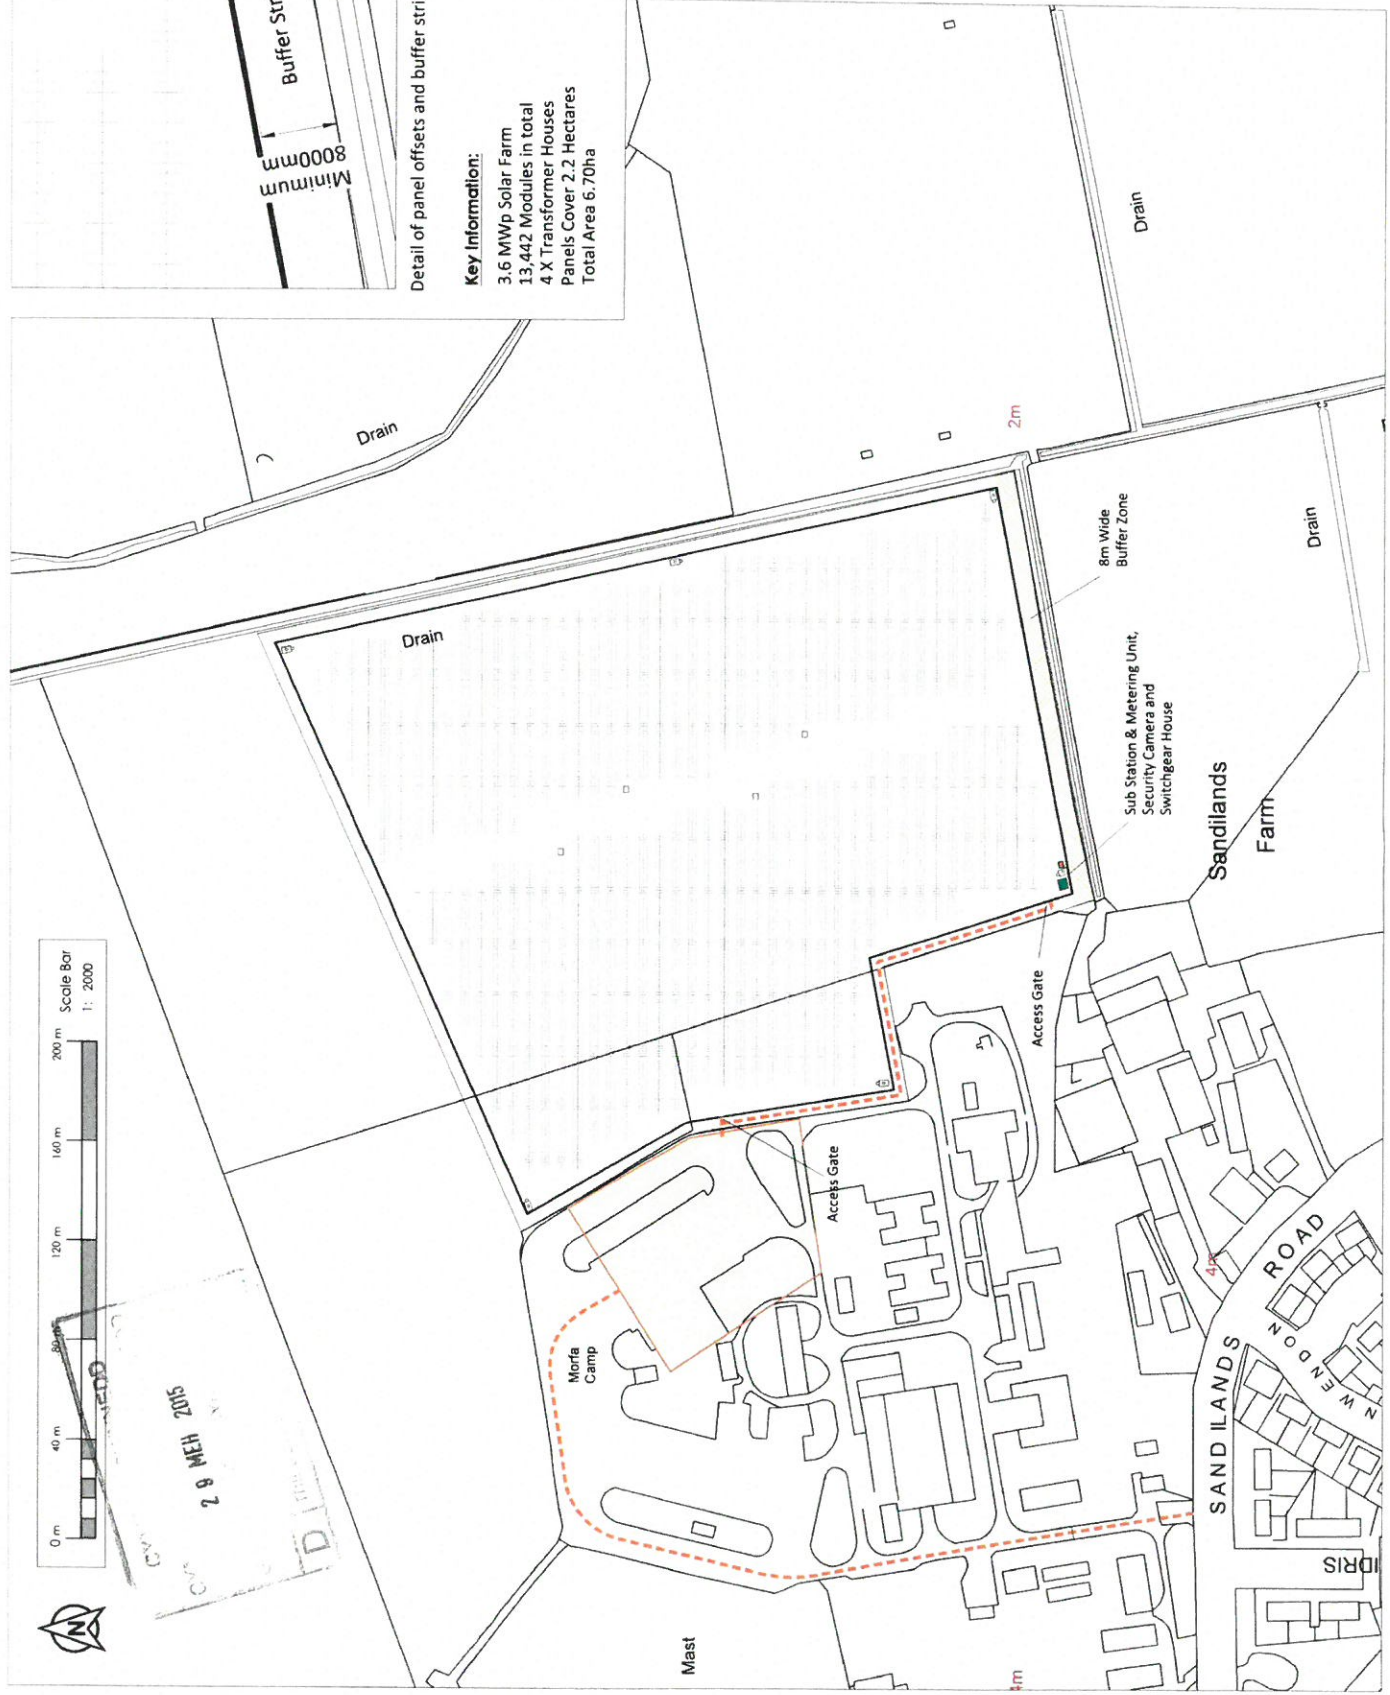 Buffer
Minimum
8000mm
Detail of panel offsets and buffer
Key Information:
3.6 MWp Solar Farm
13,442 Modules in total
4 X Transformer Houses
Panels Cover 2.2 Hectares
Total Area 6.70ha
Drain
Drain
2m
Drain
Drain
8m Wide
Buffer Zone
Drain
Sub Station & Metering Unit,
Security Camera and
Switchgear House
Sandilands
Farm
Scale Bar
1: 2000
0 m
40 m
80 m
120 m
160 m
200 m
Access Gate
Access Gate
Morfa
Camp
4m
SANDILANDS ROAD
NWENDON
IDRIS
29 MEH 2015
D
N
Mast
4m